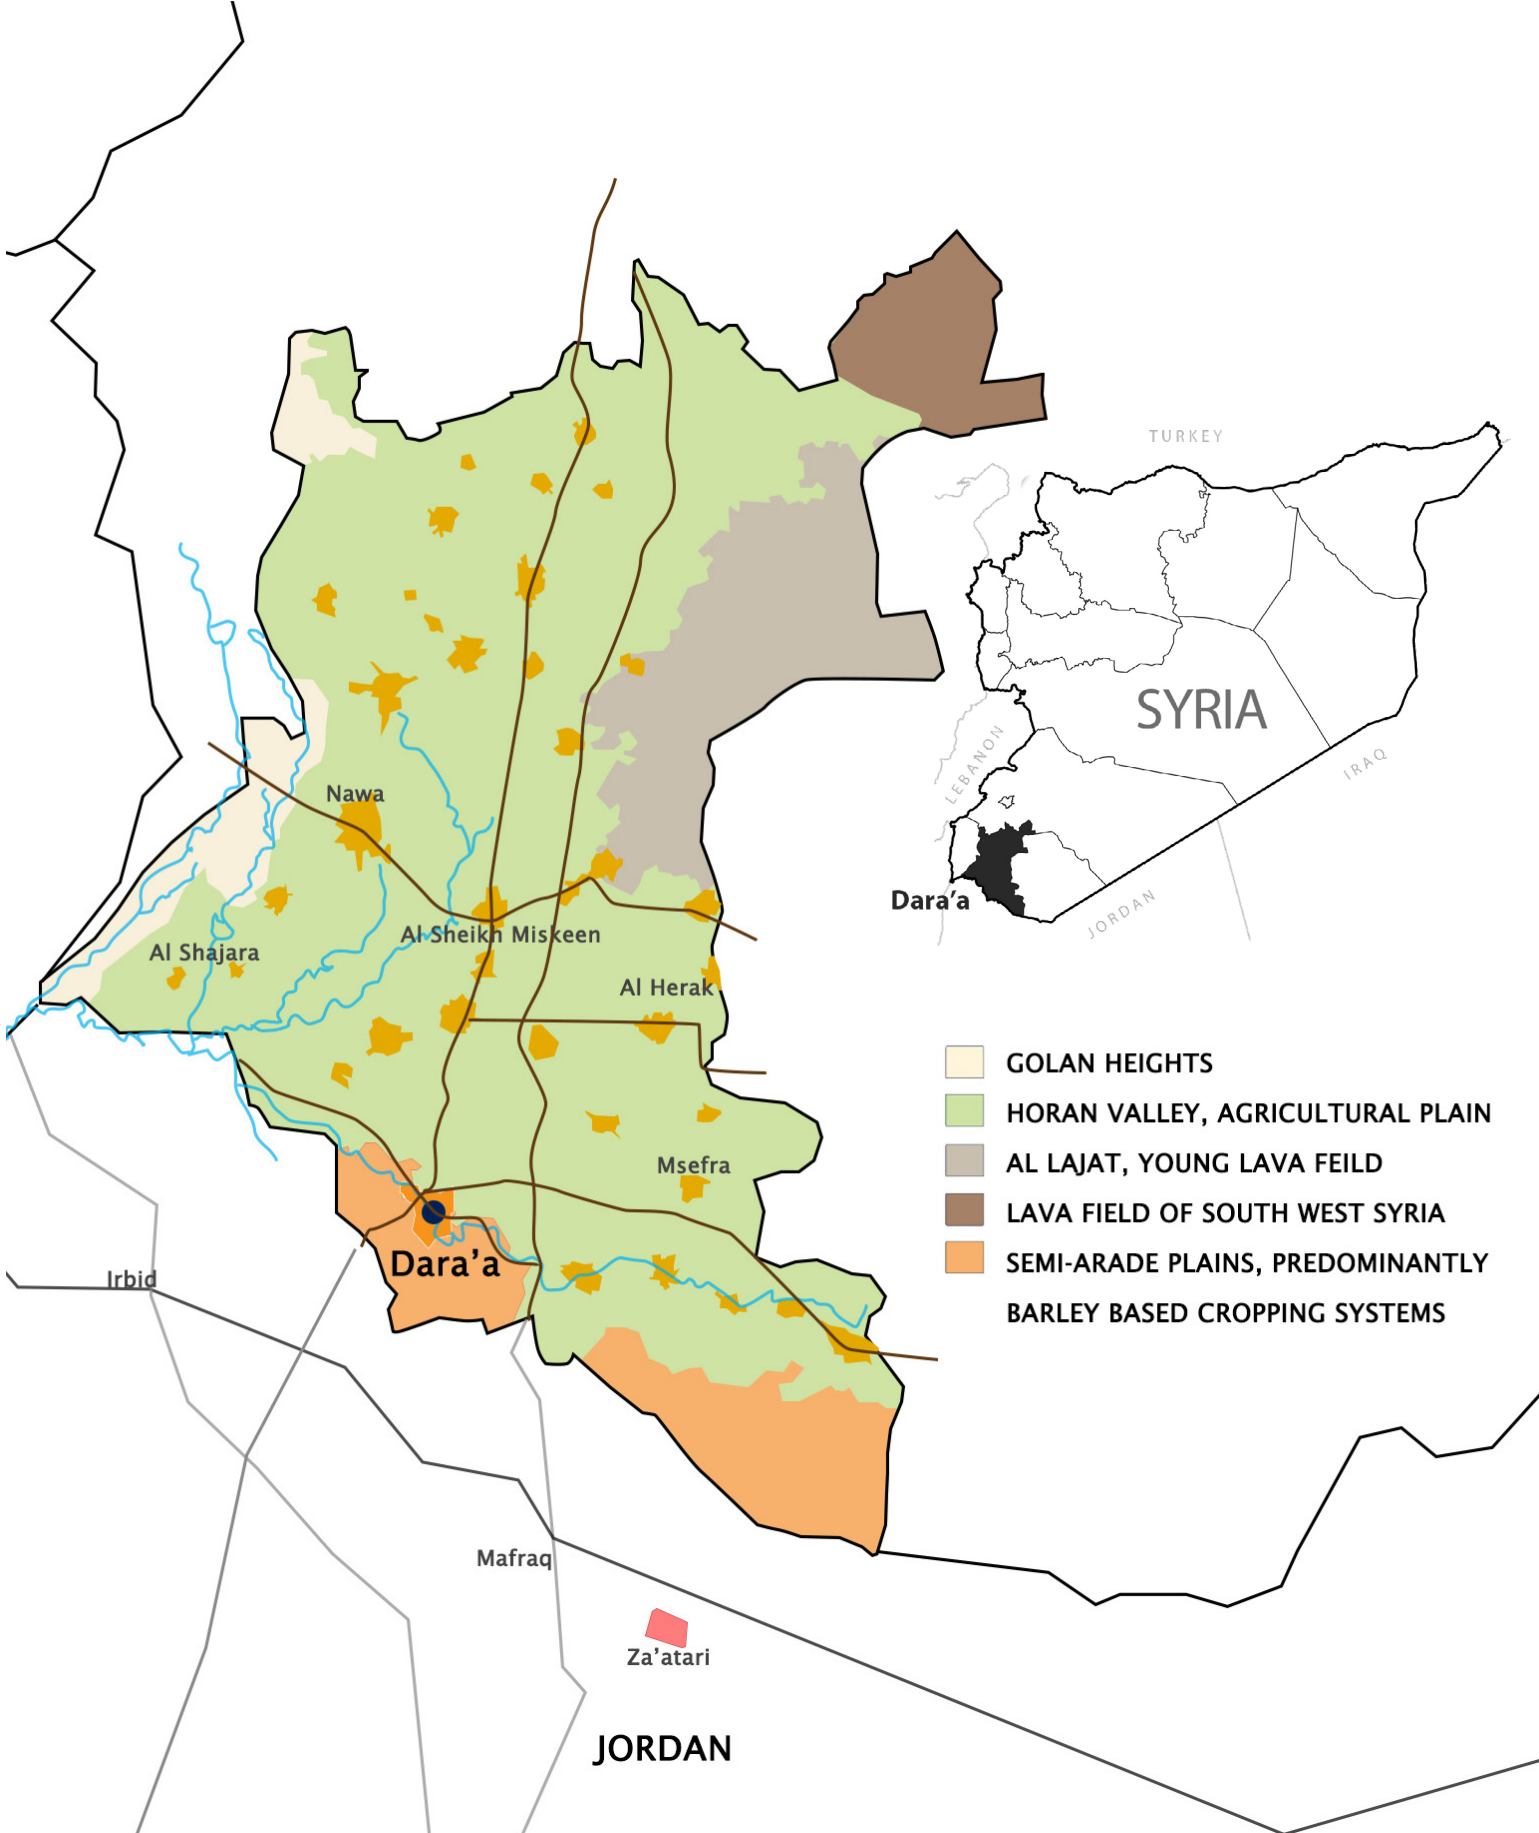 TURKEY
SYRIA
LEBANON
IRAQ
Dara’a
JORDAN
Nawa
Al Sheikh Miskeen
Al Shajara
Al Herak
Msefra
Dara’a
Irbid
Mafraq
Za’atari
JORDAN
GOLAN HEIGHTS
HORAN VALLEY, AGRICULTURAL PLAIN
AL LAJAT, YOUNG LAVA FEILD
LAVA FIELD OF SOUTH WEST SYRIA
SEMI-ARADE PLAINS, PREDOMINANTLY
BARLEY BASED CROPPING SYSTEMS